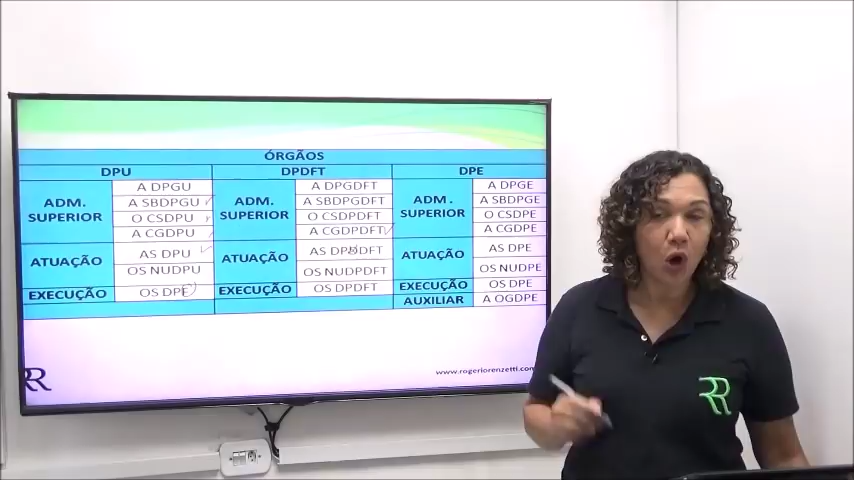 ÓRGÃOS
DPU DPDFT DPE
ADM. SUPERIOR A DPGU ADM. SUPERIOR A DPGDFT ADM. SUPERIOR A DPGE
A SBDPGU A SBDPGDFT A SBDPGE
O CSDPU O CSDPDFT O CSDPE
A CGDPU A CGDPDFT A CGDPE
ATUAÇÃO AS DPU ATUAÇÃO AS DPDFT ATUAÇÃO AS DPE
OS NUDPU OS NUDPDFT OS NUDPE
EXECUÇÃO OS DPF EXECUÇÃO OS DPDFT EXECUÇÃO OS DPE
AUXILIAR A OGDPE
www.rogeriorenzetti.com
RR
R